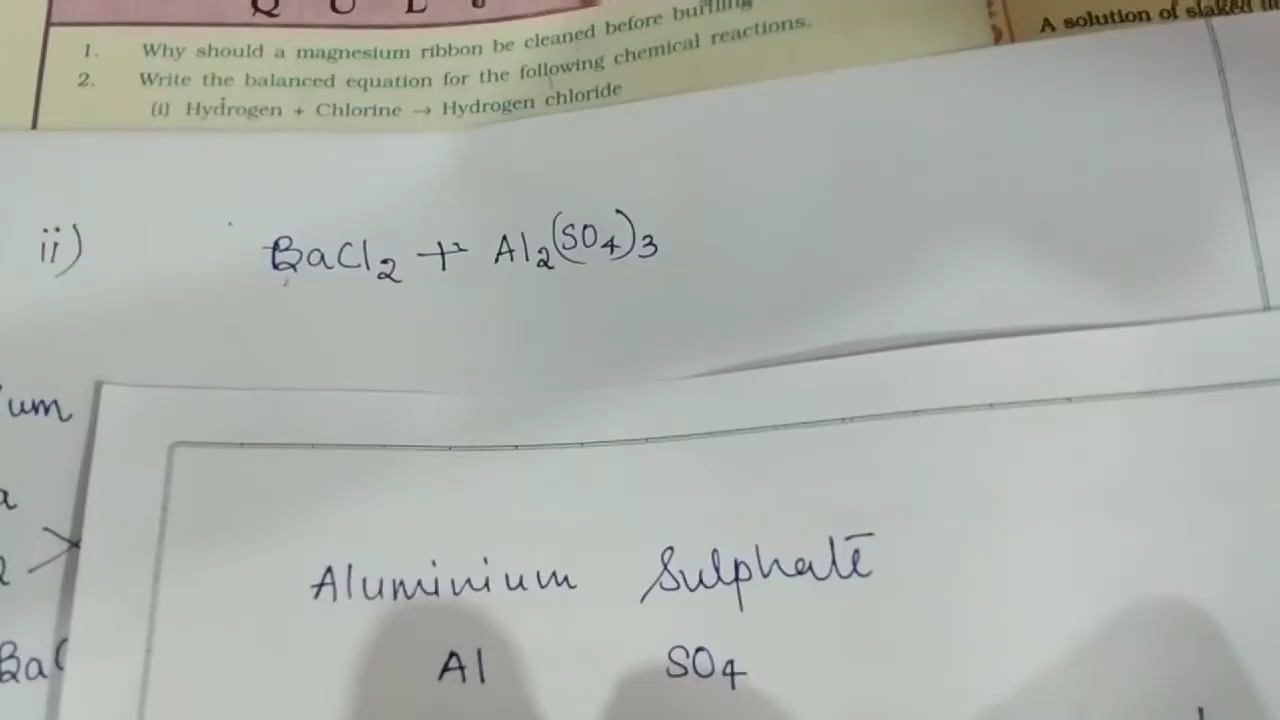 1. Why should a magnesium ribbon be cleaned before burning
2. Write the balanced equation for the following chemical reactions.
(i) Hydrogen + Chlorine → Hydrogen chloride
A solution of slaked
ii) BaCl₂ + Al₂(SO₄)₃
um
Aluminium Sulphate
Al SO₄
Ba